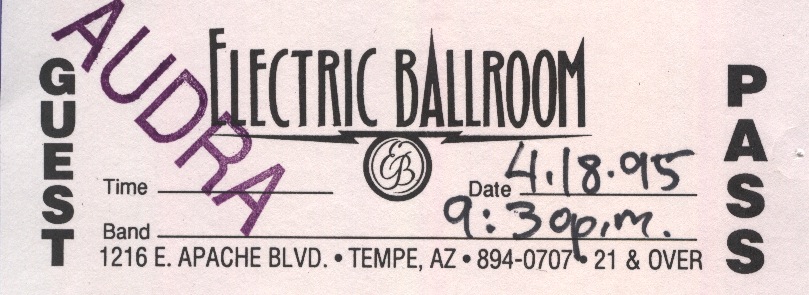 GUEST
AUDRA
ELECTRIC BALLROOM
EB
Time
Date 4.18.95
9:30p.m.
Band
1216 E. APACHE BLVD. • TEMPE, AZ • 894-0707 • 21 & OVER
PASS